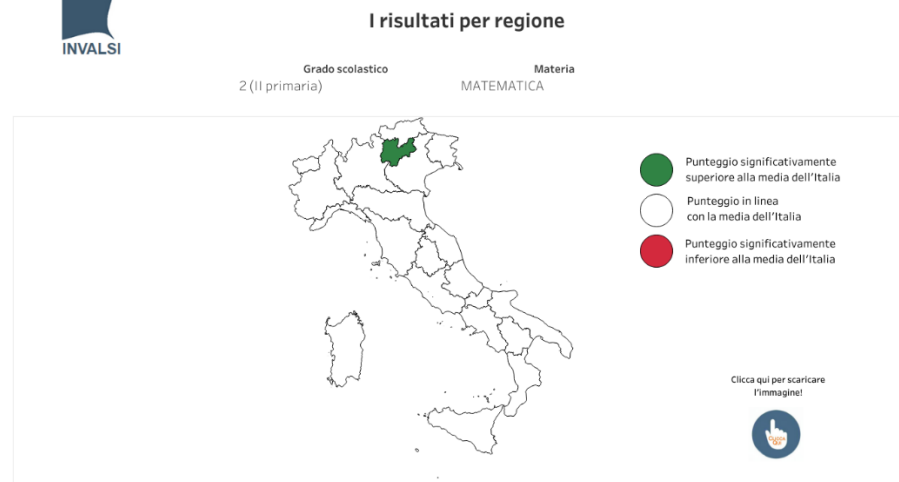 INVALSI
I risultati per regione
Grado scolastico
2 (II primaria)
Materia
MATEMATICA
Punteggio significativamente
superiore alla media dell'Italia
Punteggio in linea
con la media dell'Italia
Punteggio significativamente
inferiore alla media dell'Italia
Clicca qui per scaricare
l'immagine!
CLICCA
QUI